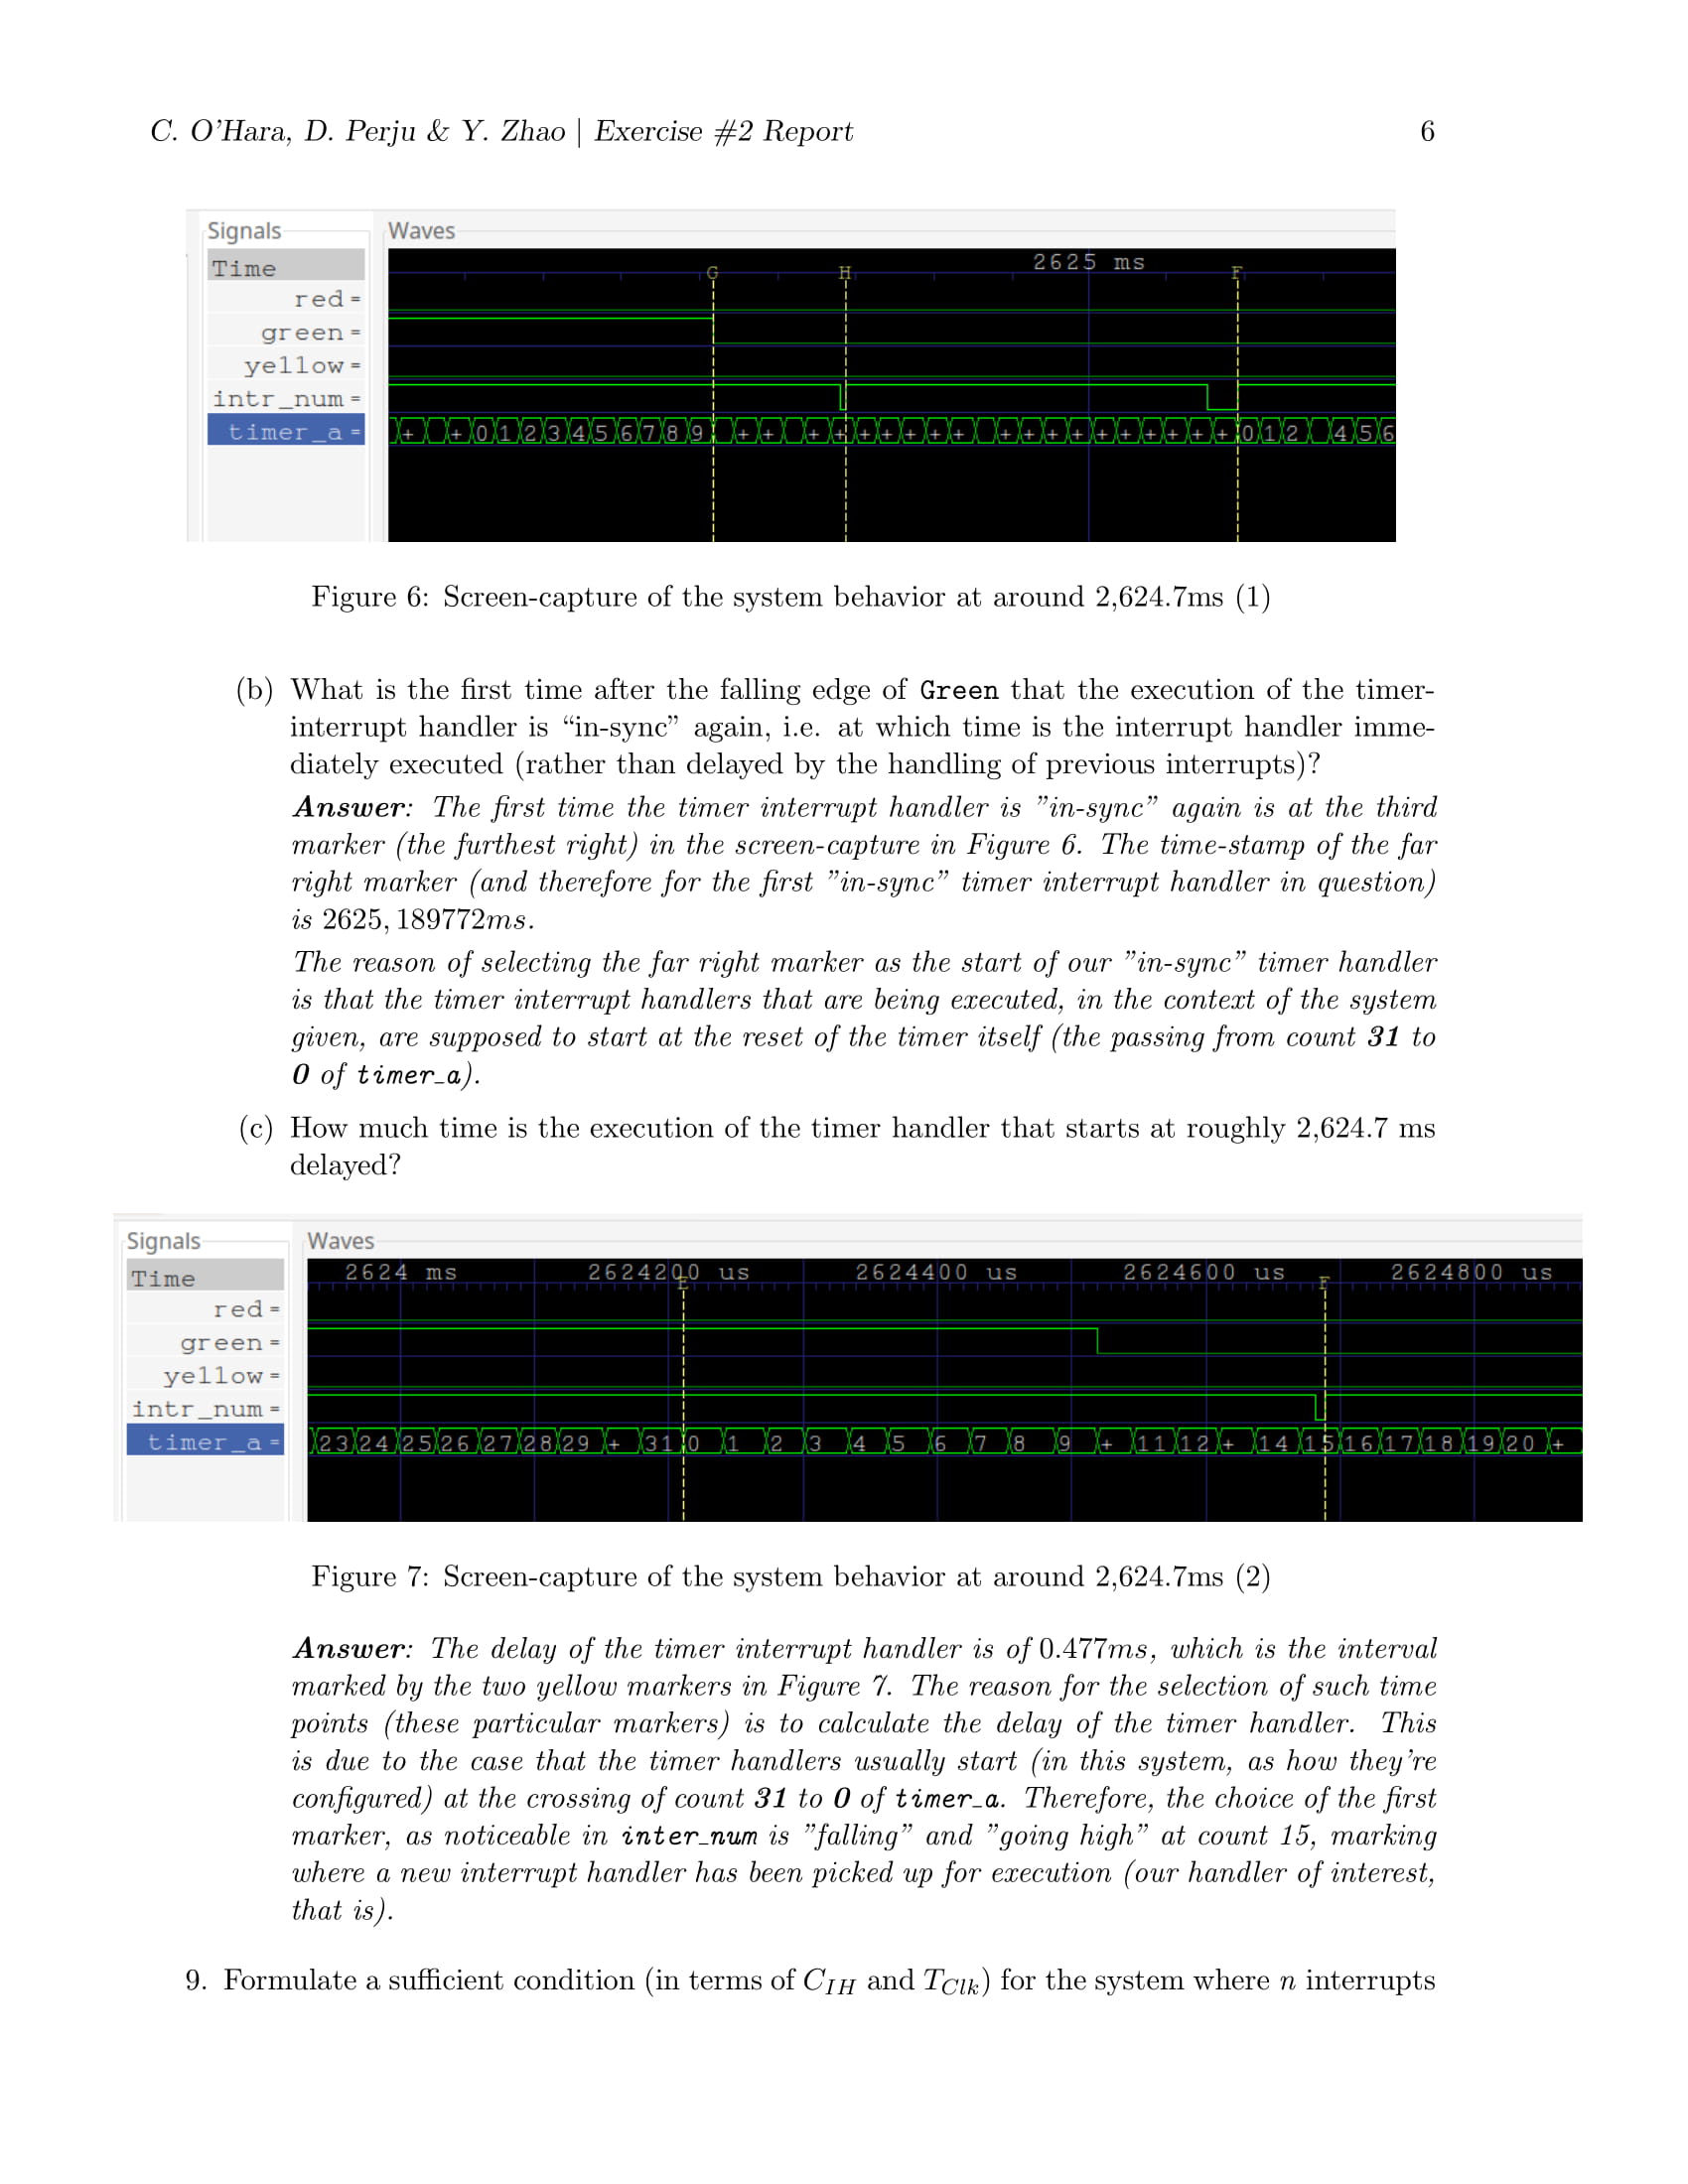 C. O'Hara, D. Perju & Y. Zhao | Exercise #2 Report 6
Signals Waves
Time 2625 ms
G H F
red =
green =
yellow =
intr_num =
timer_a = + + 0 1 2 3 4 5 6 7 8 9 + + + + + + + + + + + + + + + + + + 0 1 2 4 5 6
Figure 6: Screen-capture of the system behavior at around 2,624.7ms (1)
(b) What is the first time after the falling edge of Green that the execution of the timer-
interrupt handler is “in-sync” again, i.e. at which time is the interrupt handler imme-
diately executed (rather than delayed by the handling of previous interrupts)?
Answer: The first time the timer interrupt handler is ”in-sync” again is at the third
marker (the furthest right) in the screen-capture in Figure 6. The time-stamp of the far
right marker (and therefore for the first ”in-sync” timer interrupt handler in question)
is 2625, 189772ms.
The reason of selecting the far right marker as the start of our ”in-sync” timer handler
is that the timer interrupt handlers that are being executed, in the context of the system
given, are supposed to start at the reset of the timer itself (the passing from count 31 to
0 of timer_a).
(c) How much time is the execution of the timer handler that starts at roughly 2,624.7 ms
delayed?
Signals Waves
Time 2624 ms 2624200 us 2624400 us 2624600 us 2624800 us
E F
red =
green =
yellow =
intr_num =
timer_a = 23 24 25 26 27 28 29 + 31 0 1 2 3 4 5 6 7 8 9 + 11 12 + 14 15 16 17 18 19 20 +
Figure 7: Screen-capture of the system behavior at around 2,624.7ms (2)
Answer: The delay of the timer interrupt handler is of 0.477ms, which is the interval
marked by the two yellow markers in Figure 7. The reason for the selection of such time
points (these particular markers) is to calculate the delay of the timer handler. This
is due to the case that the timer handlers usually start (in this system, as how they're
configured) at the crossing of count 31 to 0 of timer_a. Therefore, the choice of the first
marker, as noticeable in inter_num is ”falling” and ”going high” at count 15, marking
where a new interrupt handler has been picked up for execution (our handler of interest,
that is).
9. Formulate a sufficient condition (in terms of C_IH and T_Clk) for the system where n interrupts